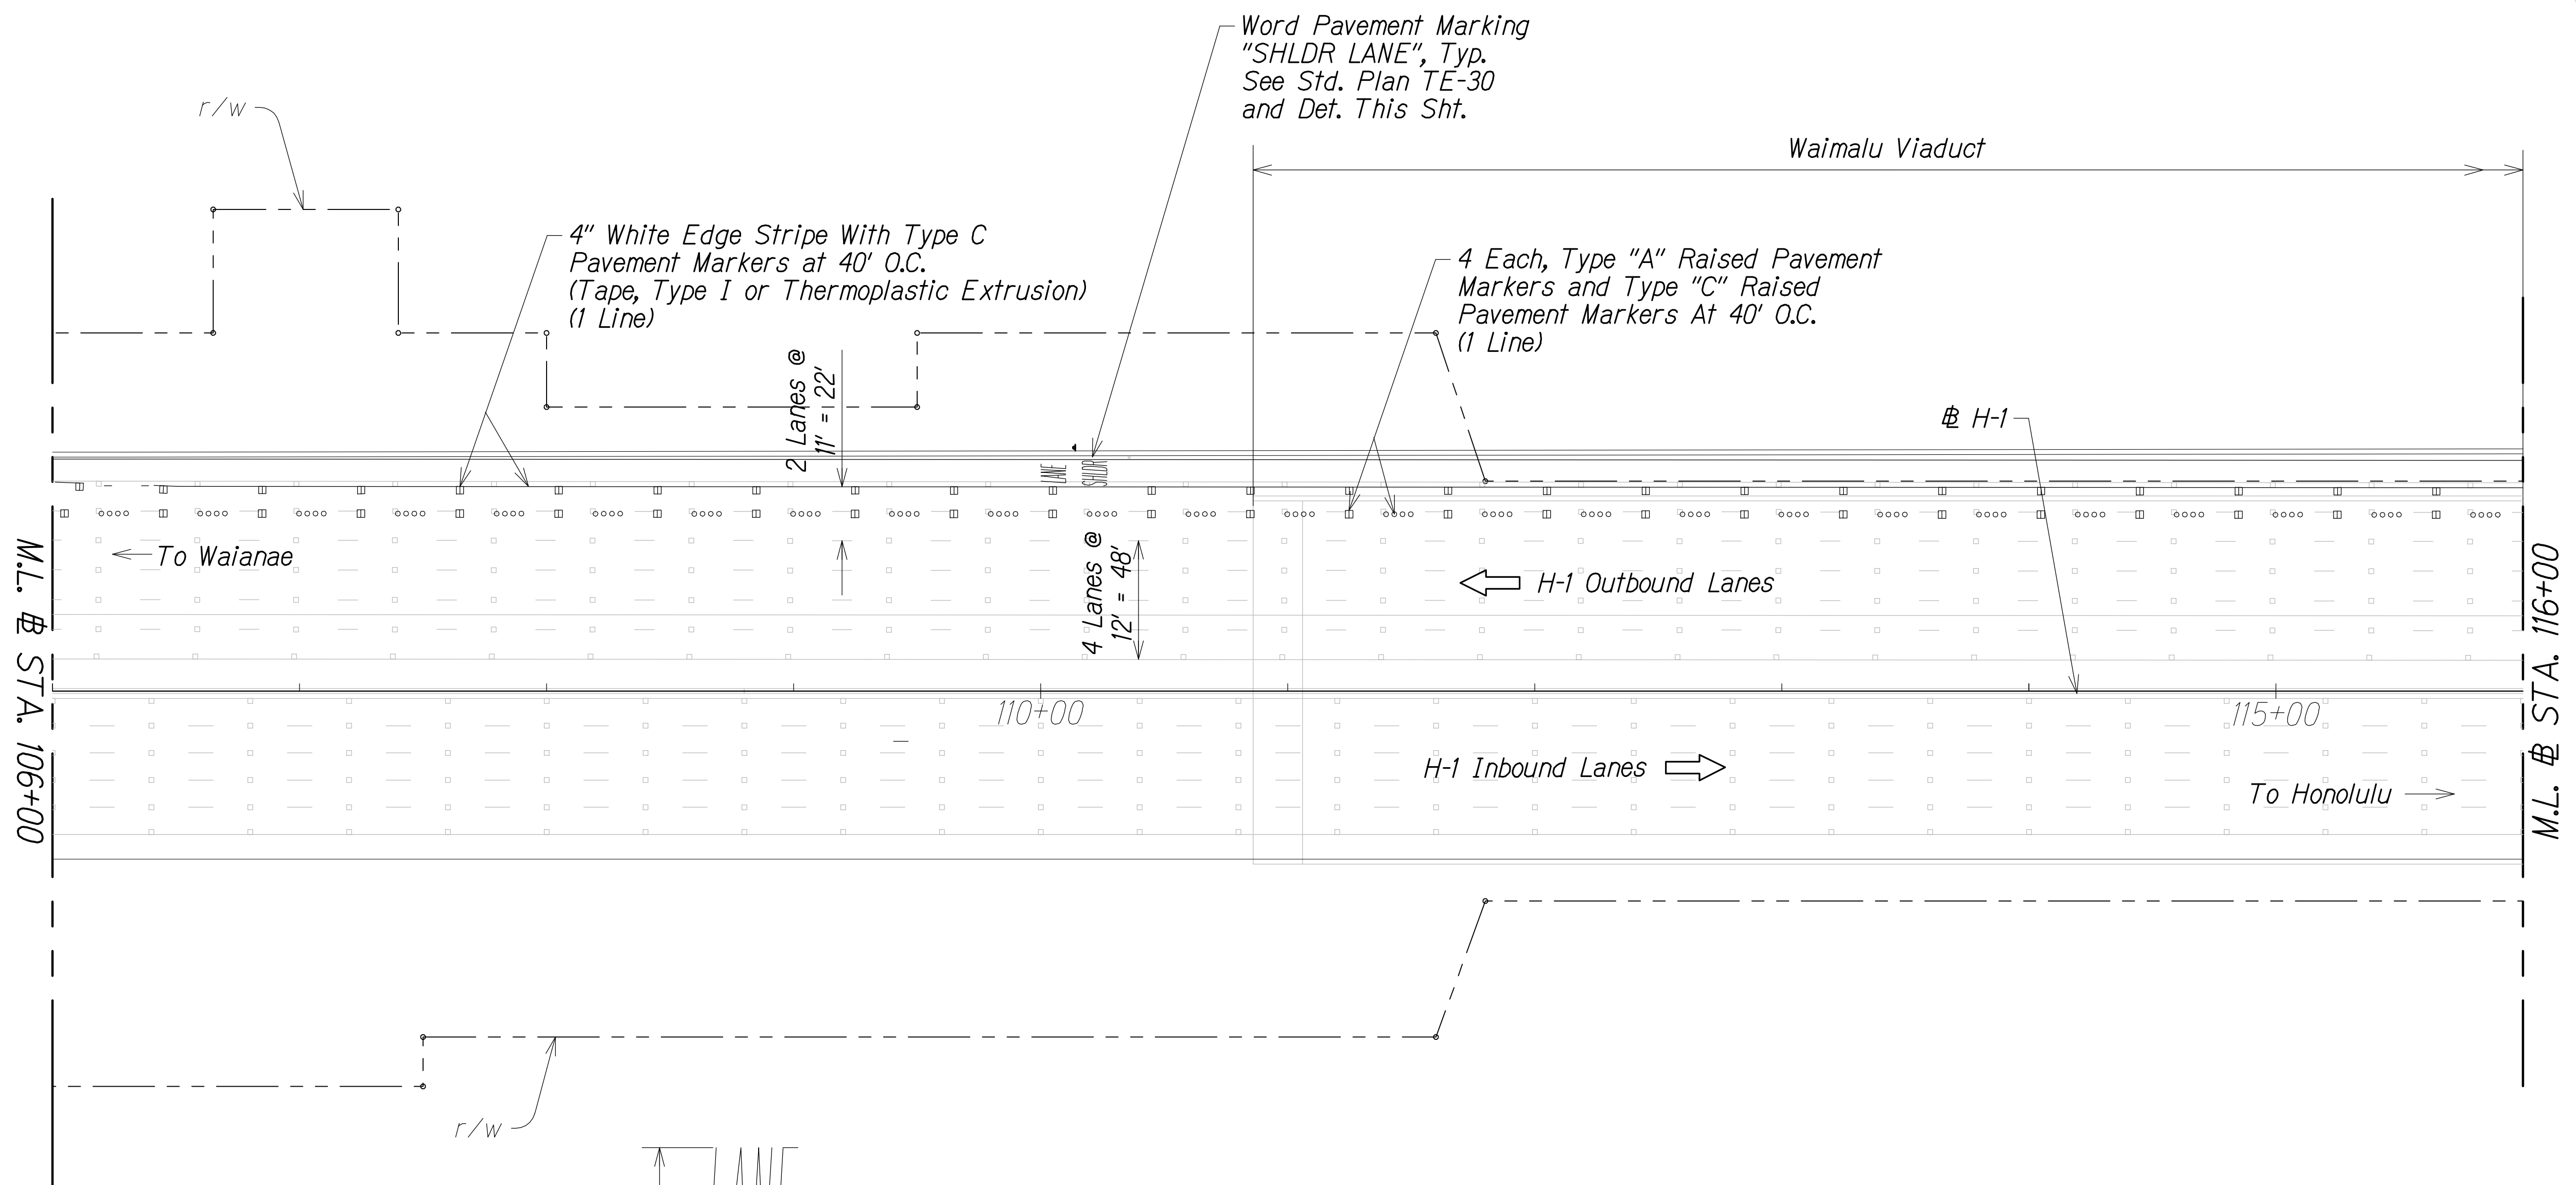 Word Pavement Marking
"SHLDR LANE", Typ.
See Std. Plan TE-30
and Det. This Sht.
r/w
Waimalu Viaduct
4" White Edge Stripe With Type C
Pavement Markers at 40' O.C.
(Tape, Type I or Thermoplastic Extrusion)
(1 Line)
4 Each, Type "A" Raised Pavement
Markers and Type "C" Raised
Pavement Markers At 40' O.C.
(1 Line)
2 Lanes @
11' = 22'
BL H-1
LANE
SHLDR
To Waianae
4 Lanes @
12' = 48'
H-1 Outbound Lanes
M.L. BL STA. 106+00
M.L. BL STA. 116+00
110+00
115+00
H-1 Inbound Lanes
To Honolulu
r/w